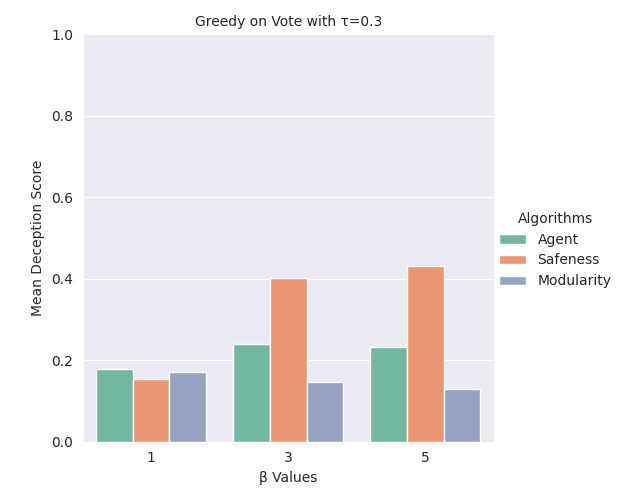 Greedy on Vote with τ=0.3
1.0
0.8
0.6
0.4
0.2
0.0
Mean Deception Score
1
3
5
β Values
Algorithms
Agent
Safeness
Modularity